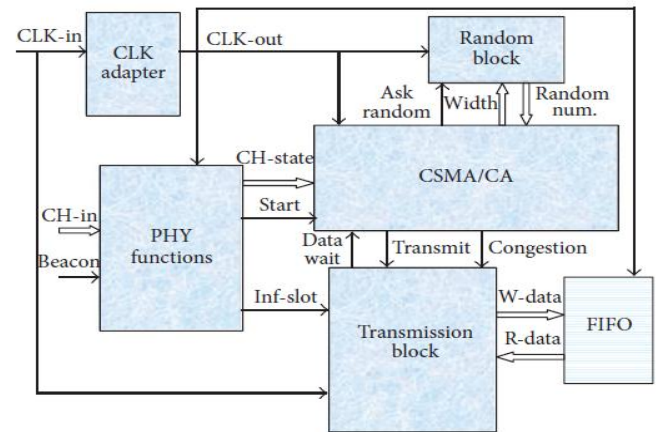 CLK-in
CLK
adapter
CLK-out
Random
block
Ask
random
Width
Random
num.
CH-state
CSMA/CA
CH-in
PHY
functions
Start
Beacon
Data
wait
Transmit
Congestion
Inf-slot
Transmission
block
W-data
R-data
FIFO